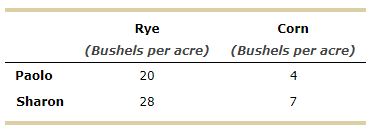 Rye Corn
(Bushels per acre) (Bushels per acre)
Paolo 20 4
Sharon 28 7